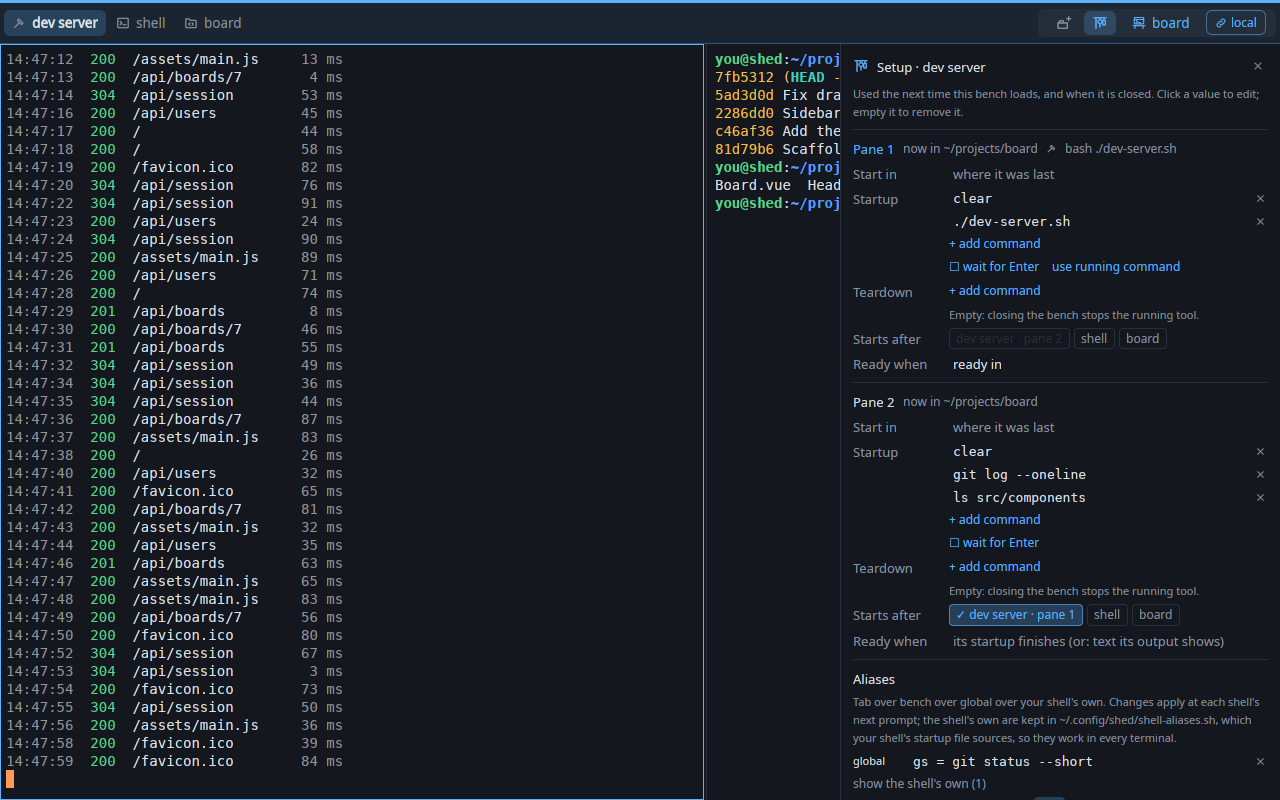 dev server
shell
board
board
local
14:47:12 200 /assets/main.js 13 ms
14:47:13 200 /api/boards/7 4 ms
14:47:14 304 /api/session 53 ms
14:47:16 200 /api/users 45 ms
14:47:17 200 / 44 ms
14:47:18 200 / 58 ms
14:47:19 200 /favicon.ico 82 ms
14:47:20 304 /api/session 76 ms
14:47:22 304 /api/session 91 ms
14:47:23 200 /api/users 24 ms
14:47:24 304 /api/session 90 ms
14:47:25 200 /assets/main.js 89 ms
14:47:26 200 /api/users 71 ms
14:47:28 200 / 74 ms
14:47:29 201 /api/boards 8 ms
14:47:30 200 /api/boards/7 46 ms
14:47:31 201 /api/boards 55 ms
14:47:32 304 /api/session 49 ms
14:47:34 304 /api/session 36 ms
14:47:35 304 /api/session 44 ms
14:47:36 200 /api/boards/7 87 ms
14:47:37 200 /assets/main.js 83 ms
14:47:38 200 / 26 ms
14:47:40 200 /api/users 32 ms
14:47:41 200 /favicon.ico 65 ms
14:47:42 200 /api/boards/7 81 ms
14:47:43 200 /assets/main.js 32 ms
14:47:44 200 /api/users 35 ms
14:47:46 201 /api/boards 63 ms
14:47:47 200 /assets/main.js 65 ms
14:47:48 200 /assets/main.js 83 ms
14:47:49 200 /api/boards/7 56 ms
14:47:50 200 /favicon.ico 80 ms
14:47:52 304 /api/session 67 ms
14:47:53 304 /api/session 3 ms
14:47:54 200 /favicon.ico 73 ms
14:47:55 304 /api/session 50 ms
14:47:56 200 /assets/main.js 36 ms
14:47:58 200 /favicon.ico 39 ms
14:47:59 200 /favicon.ico 84 ms
you@shed:~/proj
7fb5312 (HEAD -
5ad3d0d Fix dra
2286dd0 Sidebar
c46af36 Add the
81d79b6 Scaffol
you@shed:~/proj
Board.vue Head
you@shed:~/proj
Setup · dev server ×
Used the next time this bench loads, and when it is closed. Click a value to edit;
empty it to remove it.
Pane 1 now in ~/projects/board bash ./dev-server.sh
Start in where it was last
Startup clear ×
./dev-server.sh ×
+ add command
☐ wait for Enter use running command
Teardown + add command
Empty: closing the bench stops the running tool.
Starts after dev server · pane 2 shell board
Ready when ready in
Pane 2 now in ~/projects/board
Start in where it was last
Startup clear ×
git log --oneline ×
ls src/components ×
+ add command
☐ wait for Enter
Teardown + add command
Empty: closing the bench stops the running tool.
Starts after ✓ dev server · pane 1 shell board
Ready when its startup finishes (or: text its output shows)
Aliases
Tab over bench over global over your shell's own. Changes apply at each shell's
next prompt; the shell's own are kept in ~/.config/shed/shell-aliases.sh, which
your shell's startup file sources, so they work in every terminal.
global gs = git status --short ×
show the shell's own (1)